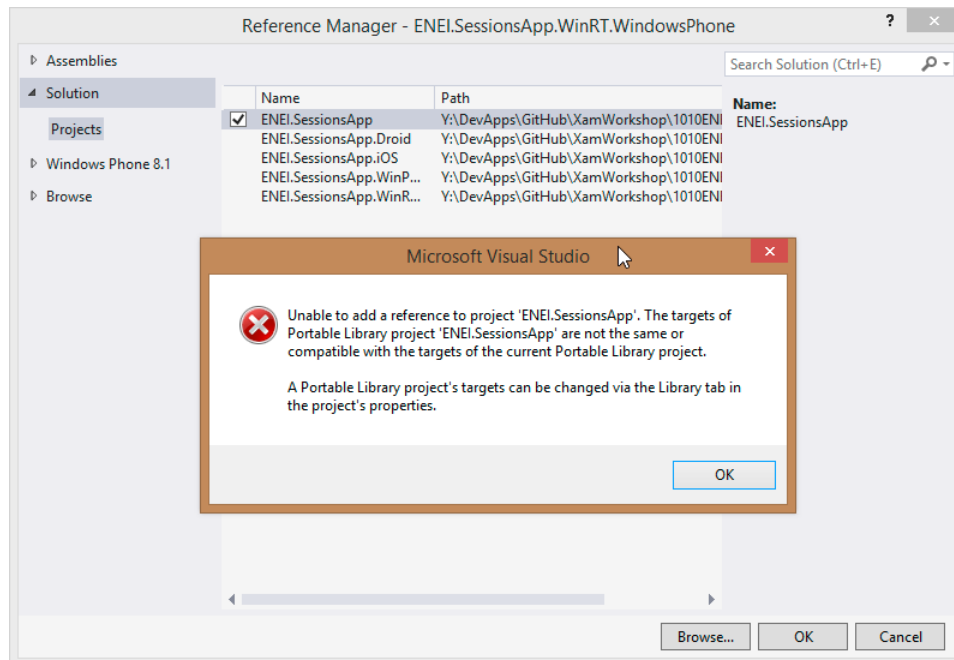 Reference Manager - ENEI.SessionsApp.WinRT.WindowsPhone
?
Assemblies
Search Solution (Ctrl+E)
Solution
Name
Path
Name:
Projects
ENEI.SessionsApp
Y:\DevApps\GitHub\XamWorkshop\1010ENI
ENEI.SessionsApp
ENEI.SessionsApp.Droid
Y:\DevApps\GitHub\XamWorkshop\1010ENI
Windows Phone 8.1
ENEI.SessionsApp.iOS
Y:\DevApps\GitHub\XamWorkshop\1010ENI
ENEI.SessionsApp.WinP...
Y:\DevApps\GitHub\XamWorkshop\1010ENI
Browse
ENEI.SessionsApp.WinR...
Y:\DevApps\GitHub\XamWorkshop\1010ENI
Microsoft Visual Studio
Unable to add a reference to project 'ENEI.SessionsApp'. The targets of
Portable Library project 'ENEI.SessionsApp' are not the same or
compatible with the targets of the current Portable Library project.
A Portable Library project's targets can be changed via the Library tab in
the project's properties.
OK
Browse...
OK
Cancel